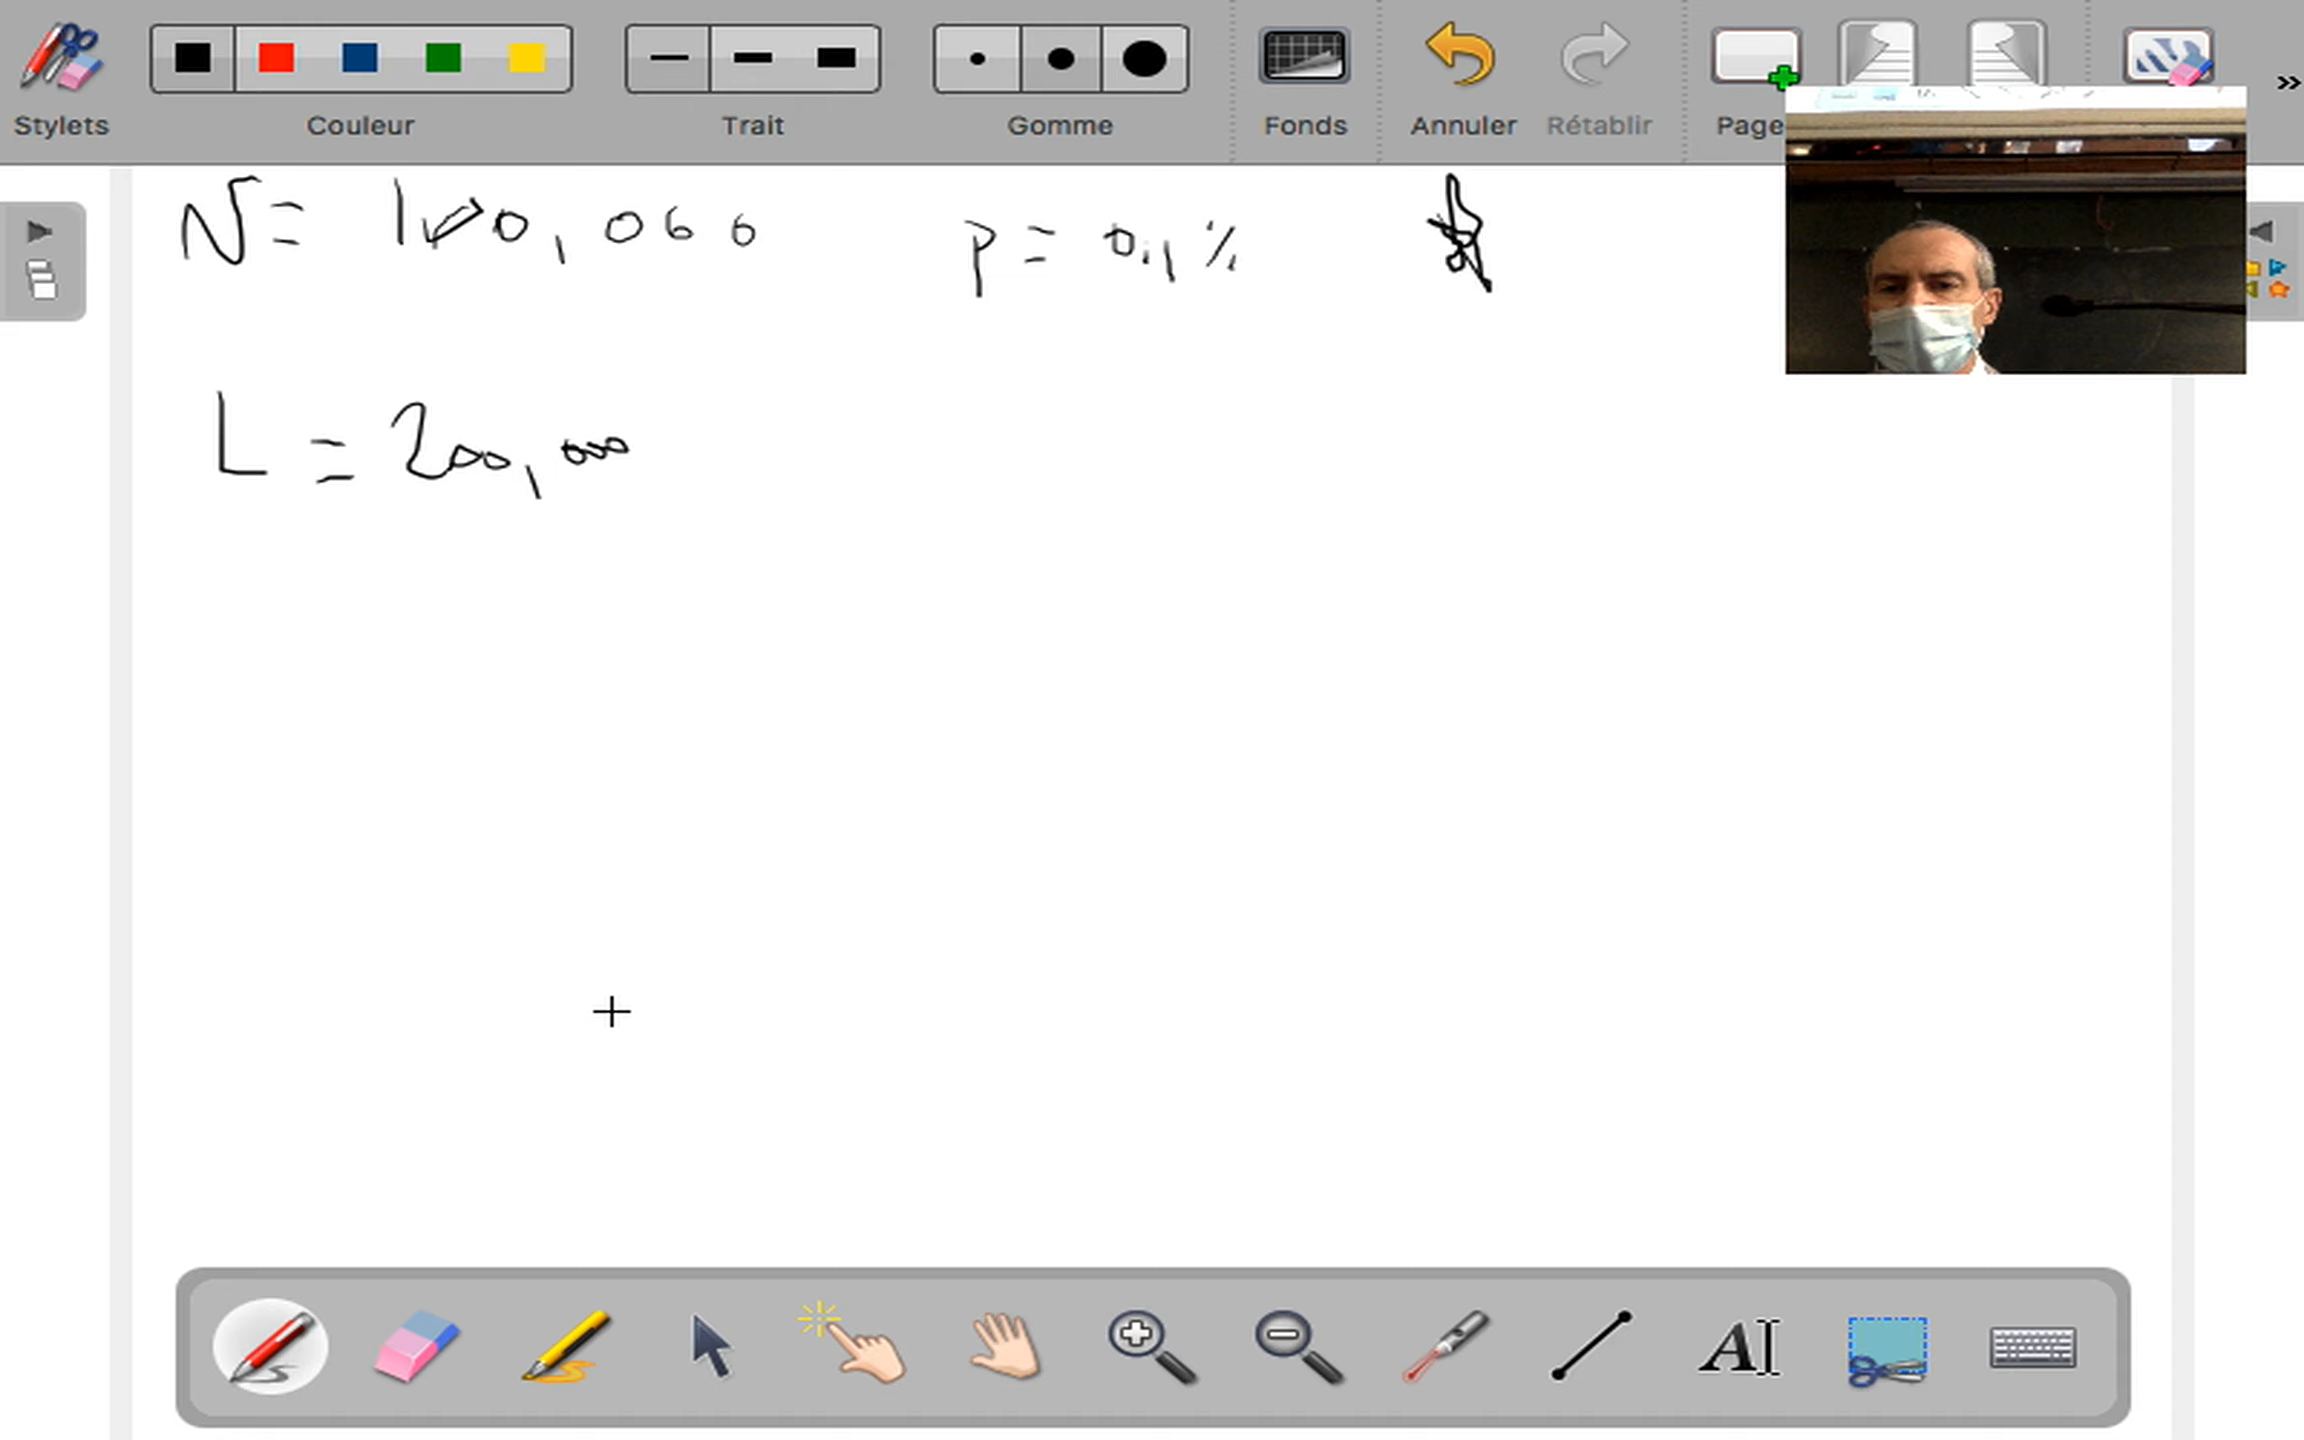 Stylets Couleur Trait Gomme Fonds Annuler Rétablir Page »
N = 100,000 p = 0.1 %
L = 200,000